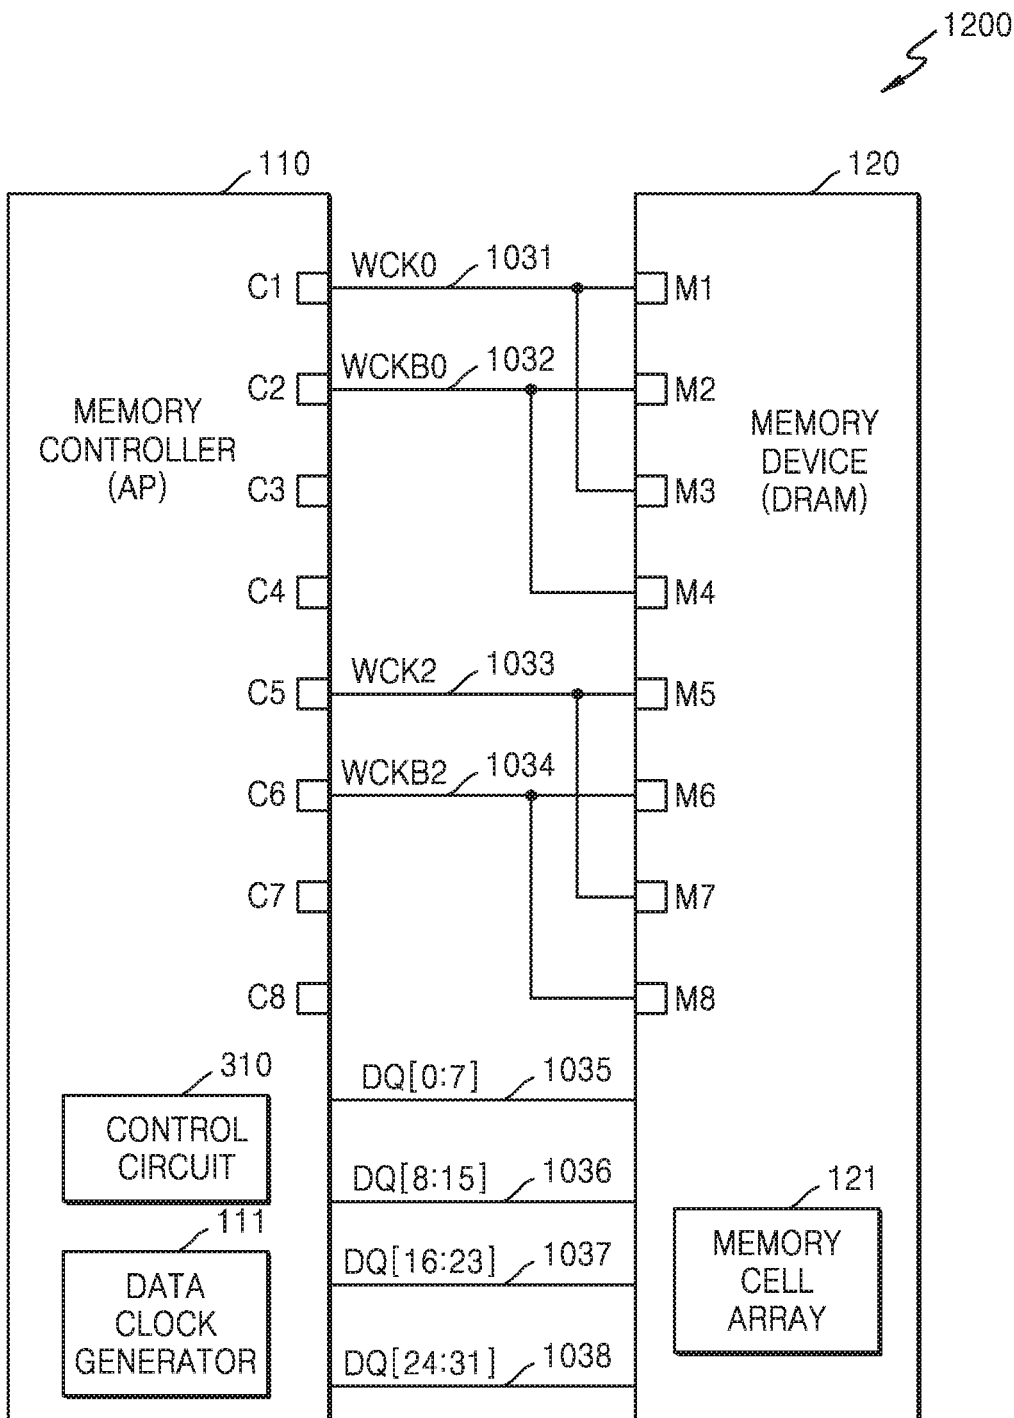 1200
110
120
C1
WCK0
1031
M1
C2
WCKB0
1032
M2
MEMORY
CONTROLLER
(AP)
MEMORY
DEVICE
(DRAM)
C3
M3
C4
M4
C5
WCK2
1033
M5
C6
WCKB2
1034
M6
C7
M7
C8
M8
310
CONTROL
CIRCUIT
DQ[0:7]
1035
DQ[8:15]
1036
111
DATA
CLOCK
GENERATOR
DQ[16:23]
1037
DQ[24:31]
1038
121
MEMORY
CELL
ARRAY